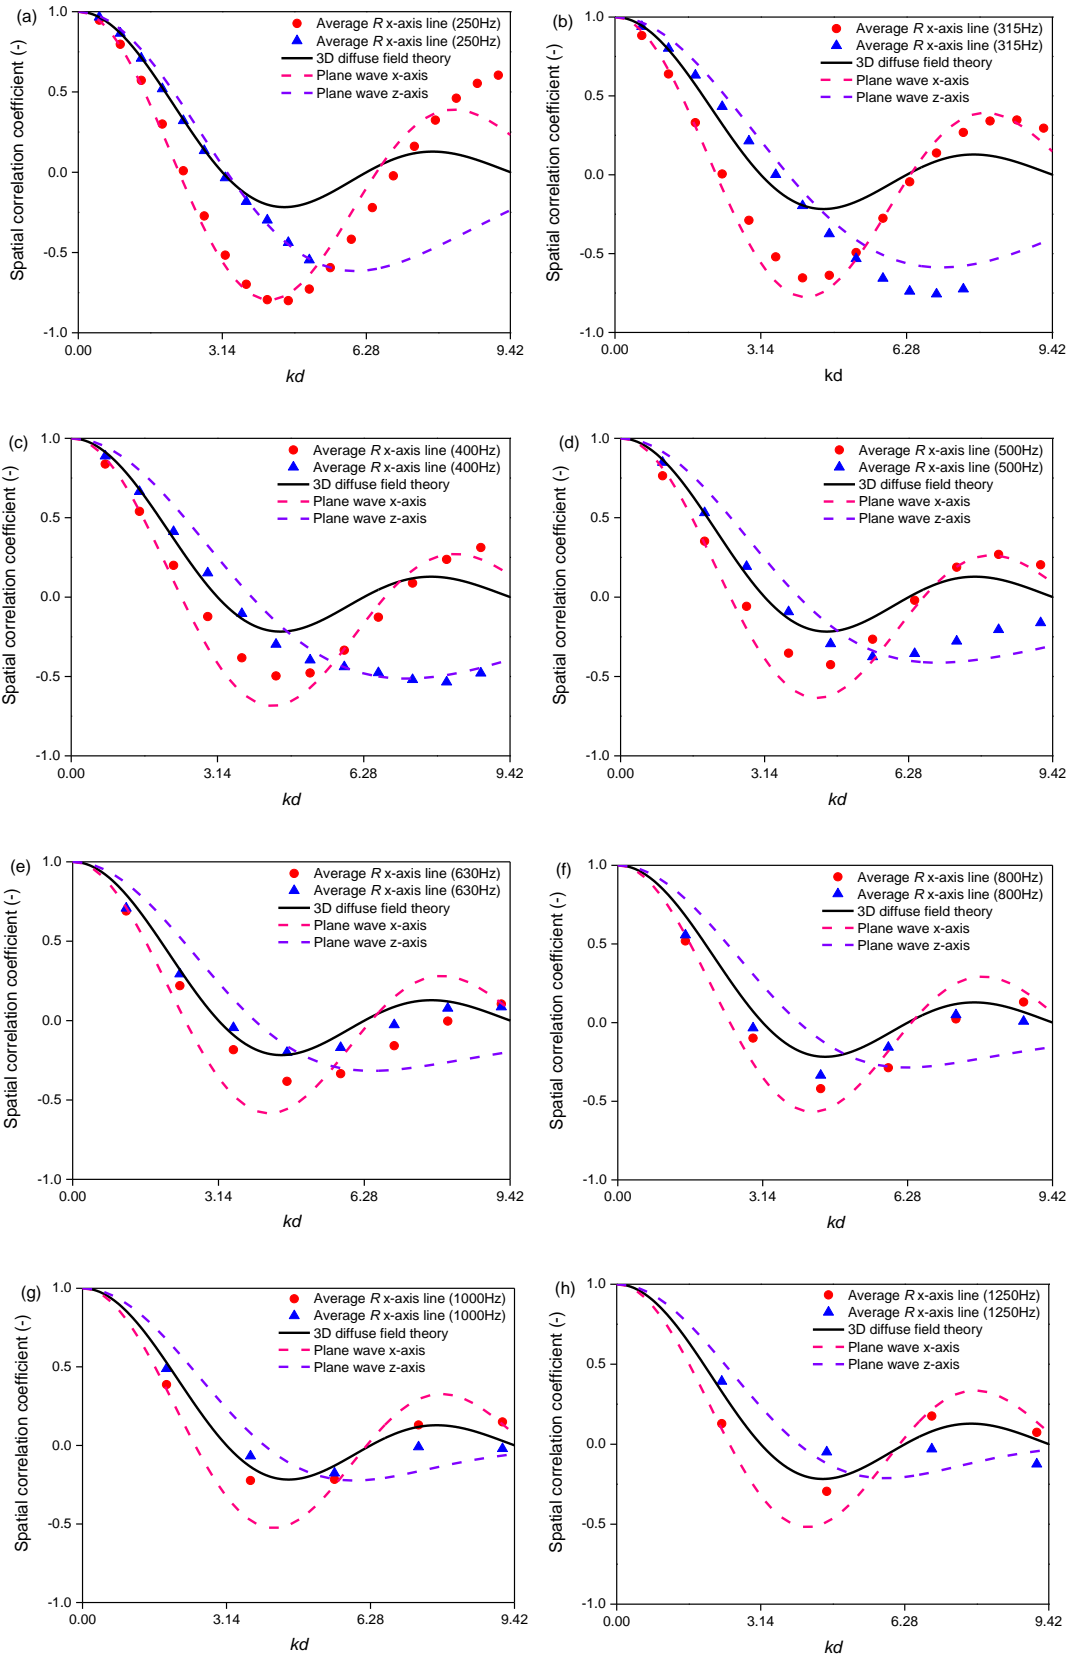 (a)
Average R x-axis line (250Hz)
Average R x-axis line (250Hz)
3D diffuse field theory
Plane wave x-axis
Plane wave z-axis
Spatial correlation coefficient (-)
1.0
0.5
0.0
-0.5
-1.0
0.00 3.14 6.28 9.42
kd
(b)
Average R x-axis line (315Hz)
Average R x-axis line (315Hz)
3D diffuse field theory
Plane wave x-axis
Plane wave z-axis
Spatial correlation coefficient (-)
1.0
0.5
0.0
-0.5
-1.0
0.00 3.14 6.28 9.42
kd
(c)
Average R x-axis line (400Hz)
Average R x-axis line (400Hz)
3D diffuse field theory
Plane wave x-axis
Plane wave z-axis
Spatial correlation coefficient (-)
1.0
0.5
0.0
-0.5
-1.0
0.00 3.14 6.28 9.42
kd
(d)
Average R x-axis line (500Hz)
Average R x-axis line (500Hz)
3D diffuse field theory
Plane wave x-axis
Plane wave z-axis
Spatial correlation coefficient (-)
1.0
0.5
0.0
-0.5
-1.0
0.00 3.14 6.28 9.42
kd
(e)
Average R x-axis line (630Hz)
Average R x-axis line (630Hz)
3D diffuse field theory
Plane wave x-axis
Plane wave z-axis
Spatial correlation coefficient (-)
1.0
0.5
0.0
-0.5
-1.0
0.00 3.14 6.28 9.42
kd
(f)
Average R x-axis line (800Hz)
Average R x-axis line (800Hz)
3D diffuse field theory
Plane wave x-axis
Plane wave z-axis
Spatial correlation coefficient (-)
1.0
0.5
0.0
-0.5
-1.0
0.00 3.14 6.28 9.42
kd
(g)
Average R x-axis line (1000Hz)
Average R x-axis line (1000Hz)
3D diffuse field theory
Plane wave x-axis
Plane wave z-axis
Spatial correlation coefficient (-)
1.0
0.5
0.0
-0.5
-1.0
0.00 3.14 6.28 9.42
kd
(h)
Average R x-axis line (1250Hz)
Average R x-axis line (1250Hz)
3D diffuse field theory
Plane wave x-axis
Plane wave z-axis
Spatial correlation coefficient (-)
1.0
0.5
0.0
-0.5
-1.0
0.00 3.14 6.28 9.42
kd